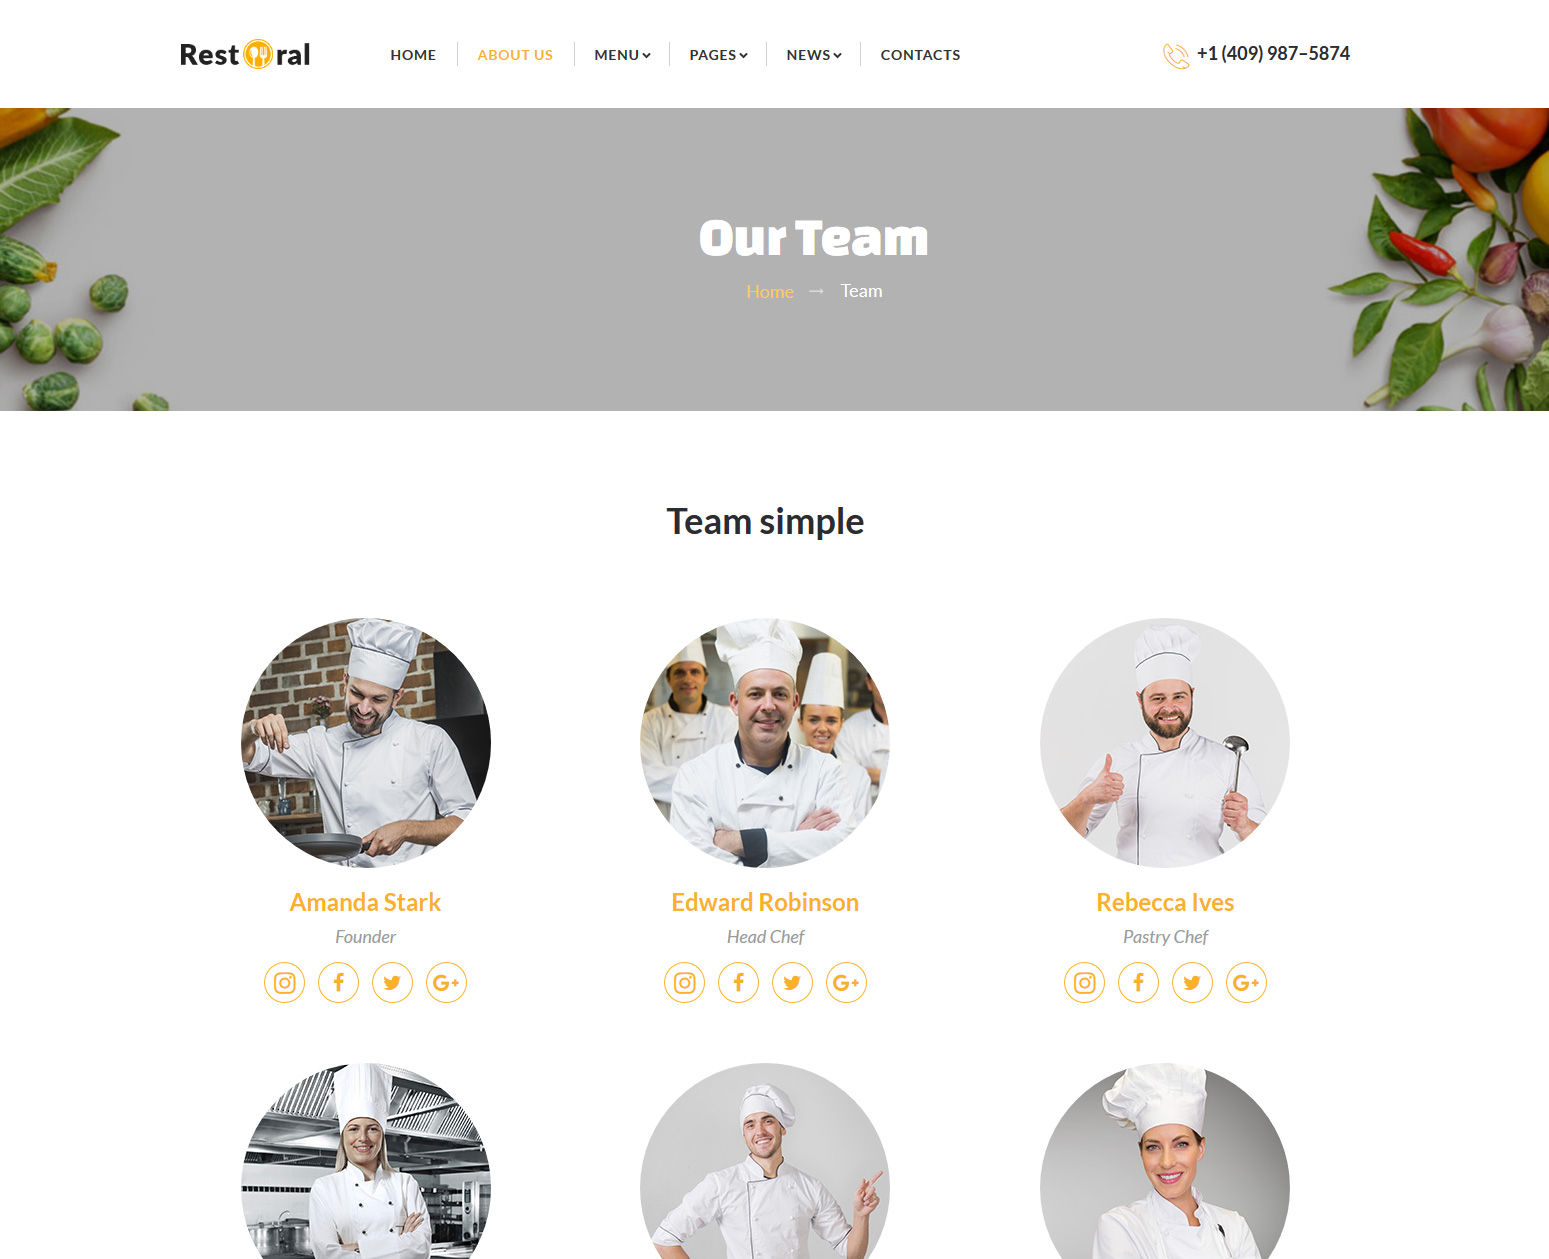 Rest ral
HOME
ABOUT US
MENU
PAGES
NEWS
CONTACTS
+1 (409) 987-5874
Our Team
Home → Team
Team simple
Amanda Stark
Founder
Edward Robinson
Head Chef
Rebecca Ives
Pastry Chef